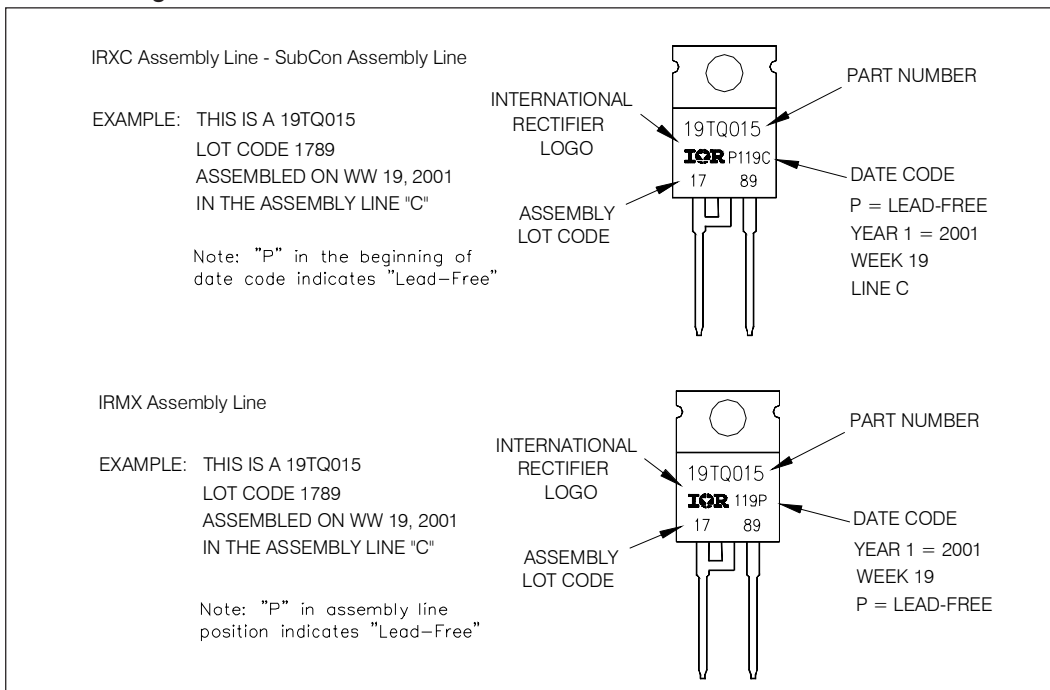 IRXC Assembly Line - SubCon Assembly Line
EXAMPLE: THIS IS A 19TQ015
LOT CODE 1789
ASSEMBLED ON WW 19, 2001
IN THE ASSEMBLY LINE "C"
Note: "P" in the beginning of
date code indicates "Lead-Free"
INTERNATIONAL
RECTIFIER
LOGO
ASSEMBLY
LOT CODE
19TQ015
IOR P119C
17 89
PART NUMBER
DATE CODE
P = LEAD-FREE
YEAR 1 = 2001
WEEK 19
LINE C
IRMX Assembly Line
EXAMPLE: THIS IS A 19TQ015
LOT CODE 1789
ASSEMBLED ON WW 19, 2001
IN THE ASSEMBLY LINE "C"
Note: "P" in assembly line
position indicates "Lead-Free"
INTERNATIONAL
RECTIFIER
LOGO
ASSEMBLY
LOT CODE
19TQ015
IOR 119P
17 89
PART NUMBER
DATE CODE
YEAR 1 = 2001
WEEK 19
P = LEAD-FREE